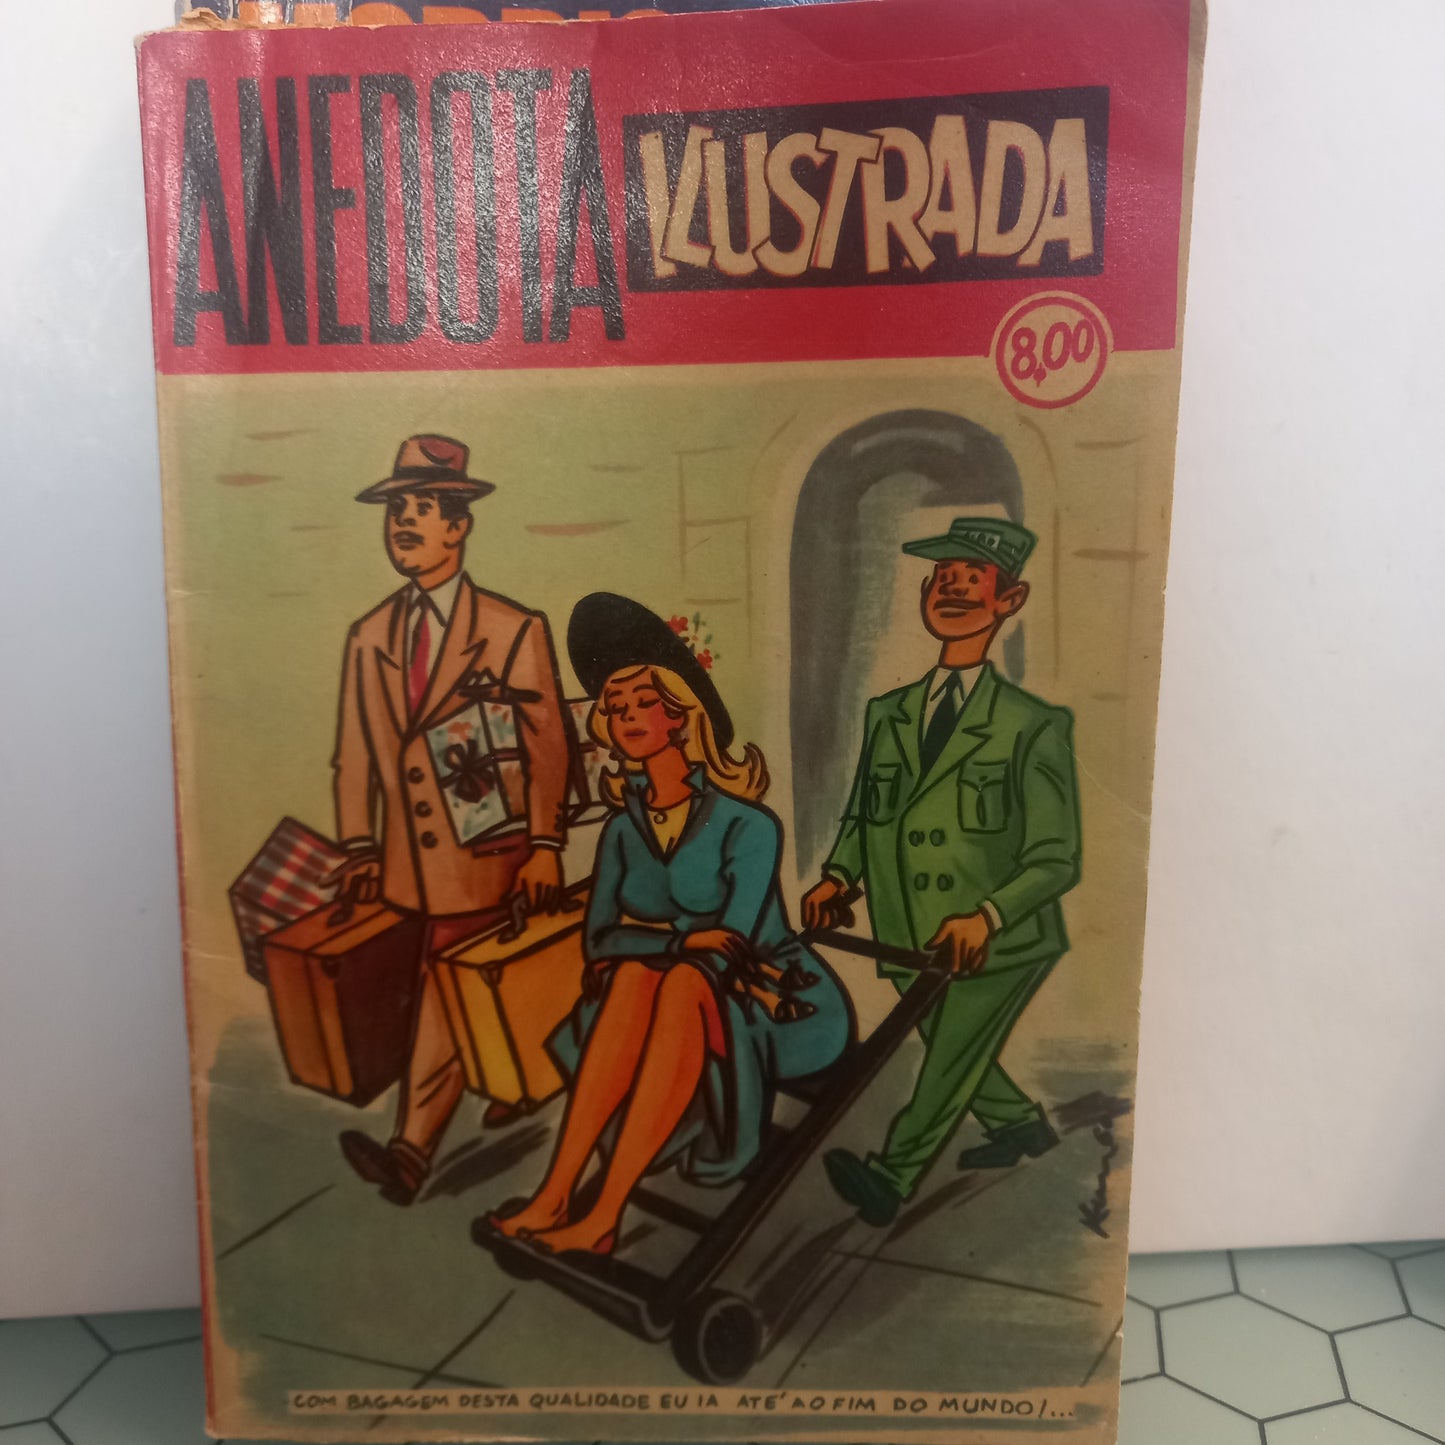 ANEDOTA
ILUSTRADA
8,00
COM BAGAGEM DESTA QUALIDADE EU IA ATÉ AO FIM DO MUNDO!...